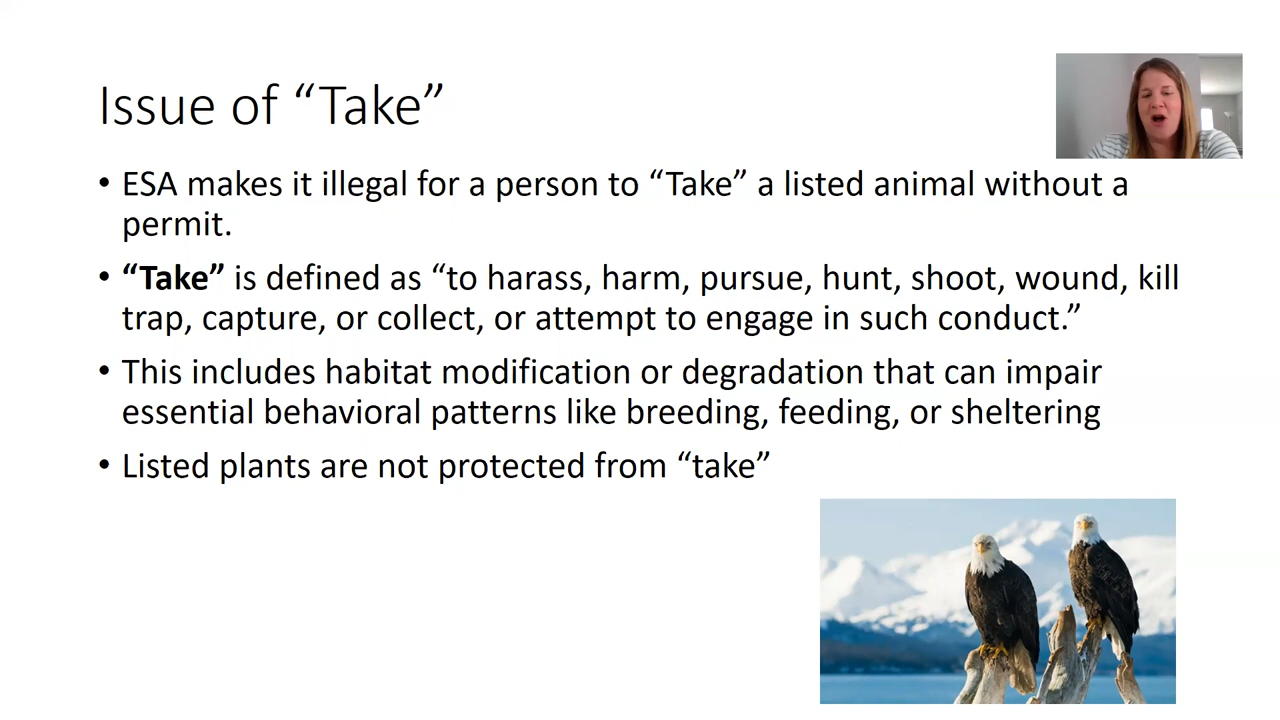 Issue of “Take”
• ESA makes it illegal for a person to “Take” a listed animal without a
permit.
• “Take” is defined as “to harass, harm, pursue, hunt, shoot, wound, kill
trap, capture, or collect, or attempt to engage in such conduct.”
• This includes habitat modification or degradation that can impair
essential behavioral patterns like breeding, feeding, or sheltering
• Listed plants are not protected from “take”